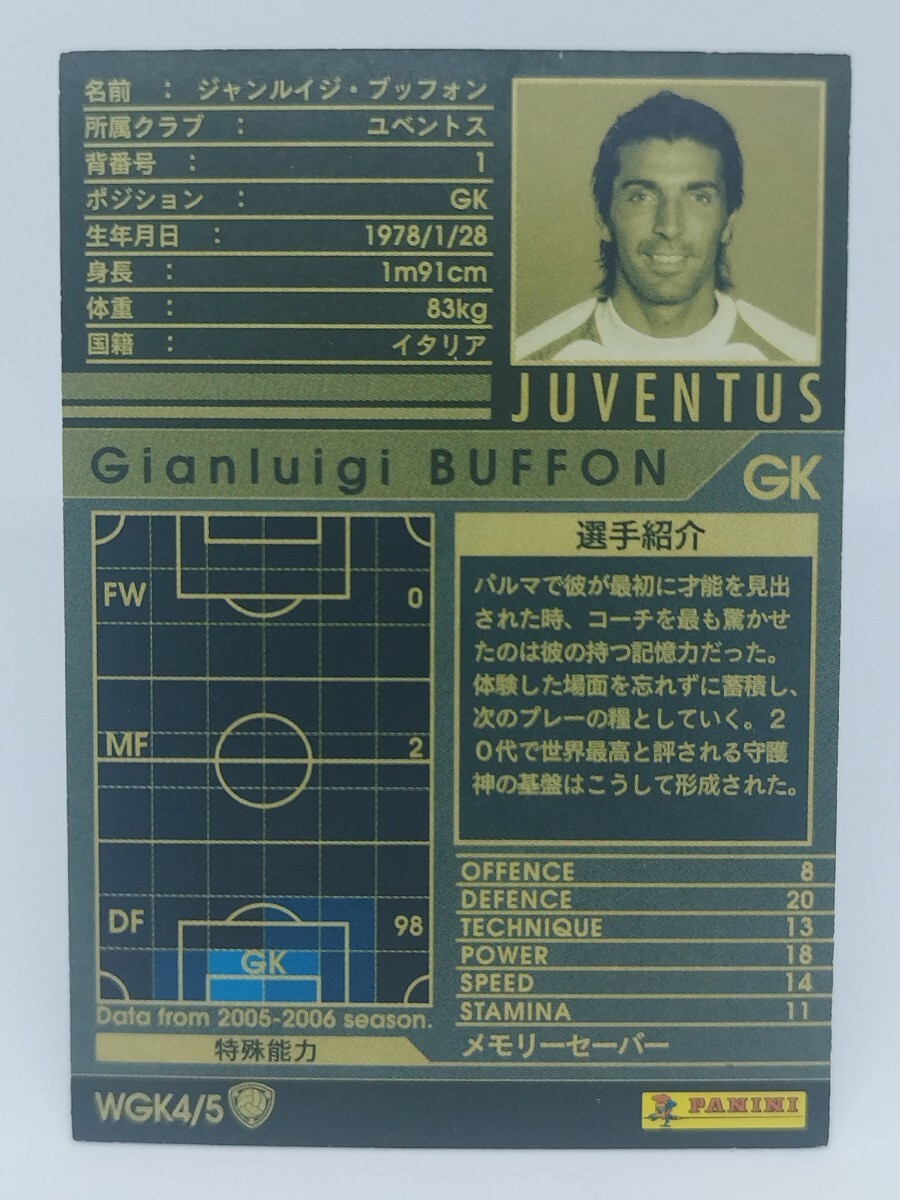 名前 : ジャンルイジ・ブッフォン
所属クラブ : ユベントス
背番号 : 1
ポジション : GK
生年月日 : 1978/1/28
身長 : 1m91cm
体重 : 83kg
国籍 : イタリア
JUVENTUS
Gianluigi BUFFON
GK
FW 0
MF 2
DF 98
GK
Data from 2005-2006 season.
選手紹介
パルマで彼が最初に才能を見出
された時、コーチを最も驚かせ
たのは彼の持つ記憶力だった。
体験した場面を忘れずに蓄積し、
次のプレーの糧としていく。2
0代で世界最高と評される守護
神の基盤はこうして形成された。
OFFENCE 8
DEFENCE 20
TECHNIQUE 13
POWER 18
SPEED 14
STAMINA 11
特殊能力 メモリーセーバー
WGK4/5
PANINI